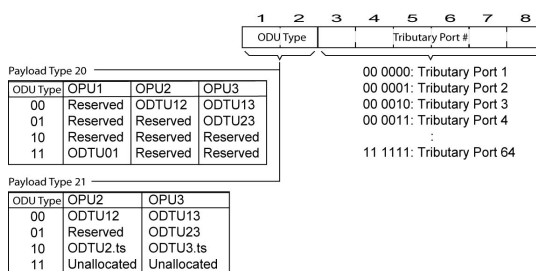 1 2 3 4 5 6 7 8
ODU Type Tributary Port #
00 0000: Tributary Port 1
00 0001: Tributary Port 2
00 0010: Tributary Port 3
00 0011: Tributary Port 4
:
11 1111: Tributary Port 64
Payload Type 20
ODU Type OPU1 OPU2 OPU3
00 Reserved ODTU12 ODTU13
01 Reserved Reserved ODTU23
10 Reserved Reserved Reserved
11 ODTU01 Reserved Reserved
Payload Type 21
ODU Type OPU2 OPU3
00 ODTU12 ODTU13
01 Reserved ODTU23
10 ODTU2.ts ODTU3.ts
11 Unallocated Unallocated